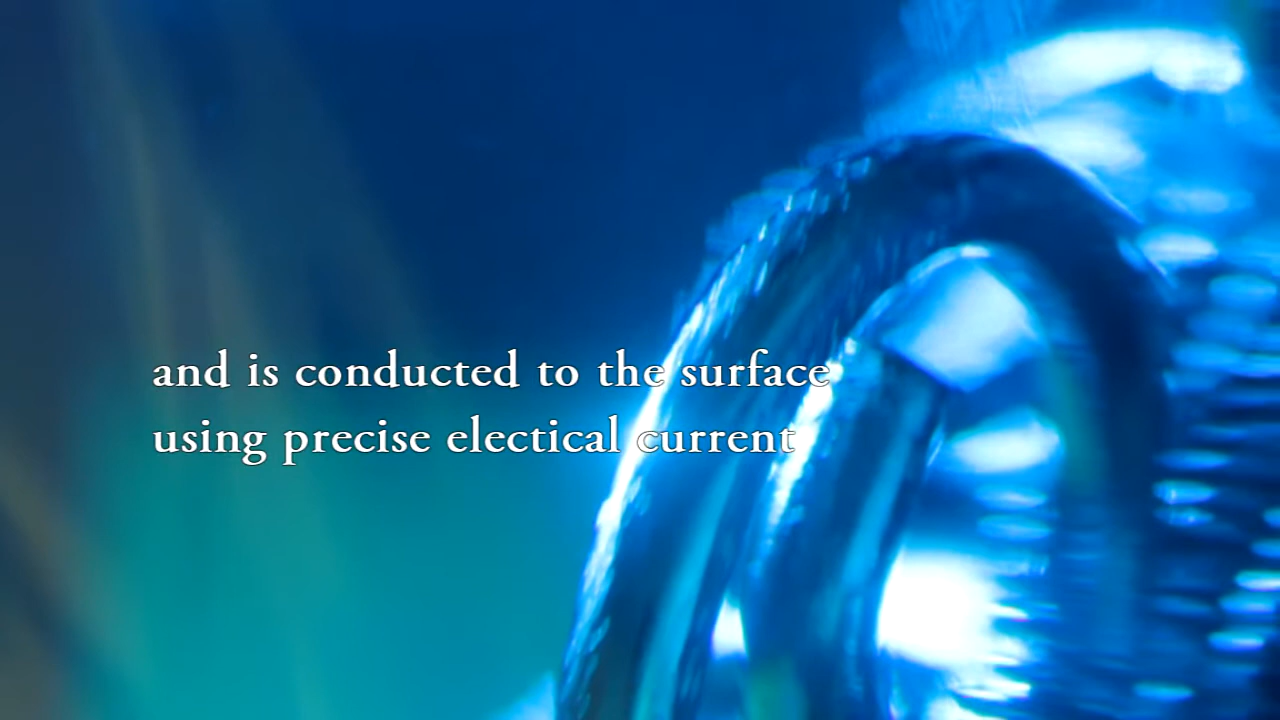 and is conducted to the surface
using precise electical current